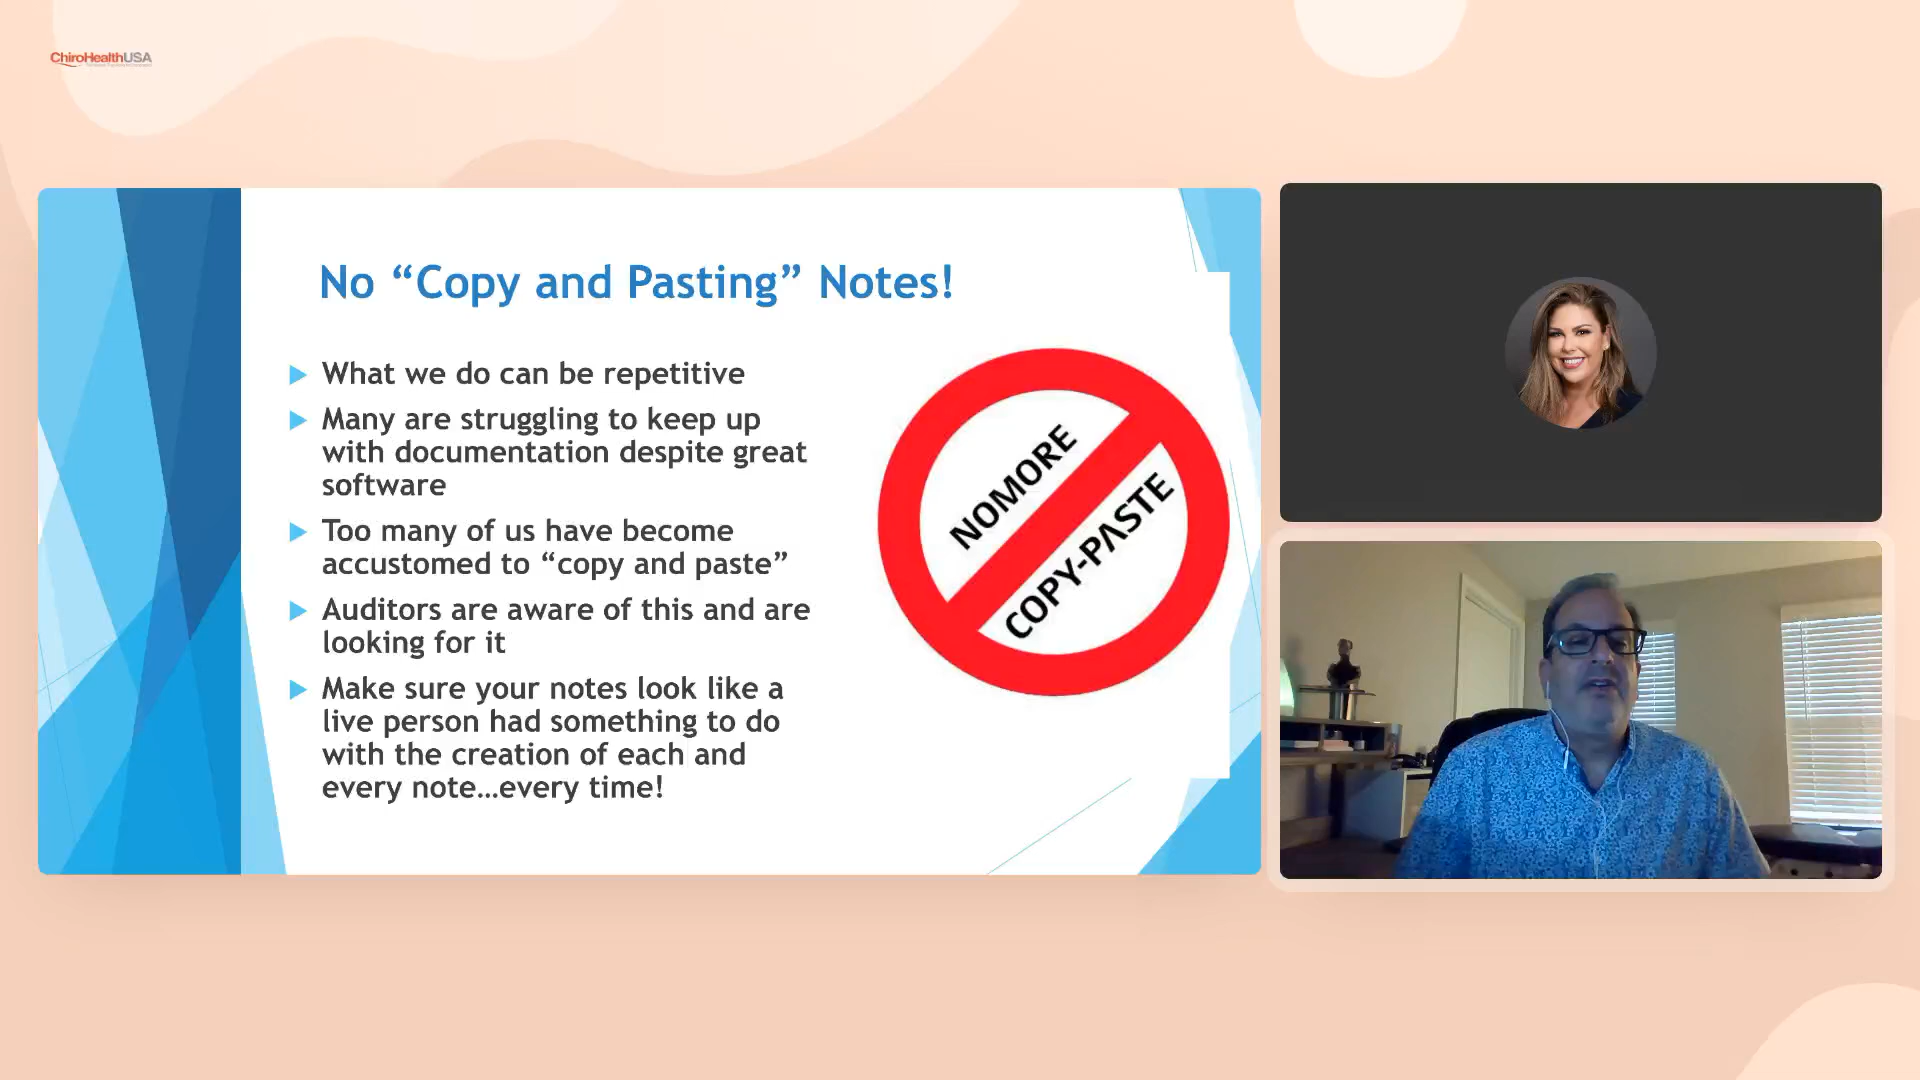 ChiroHealthUSA
No “Copy and Pasting” Notes!
What we do can be repetitive
Many are struggling to keep up
with documentation despite great
software
Too many of us have become
accustomed to “copy and paste”
Auditors are aware of this and are
looking for it
Make sure your notes look like a
live person had something to do
with the creation of each and
every note…every time!
NOMORE
COPY-PASTE